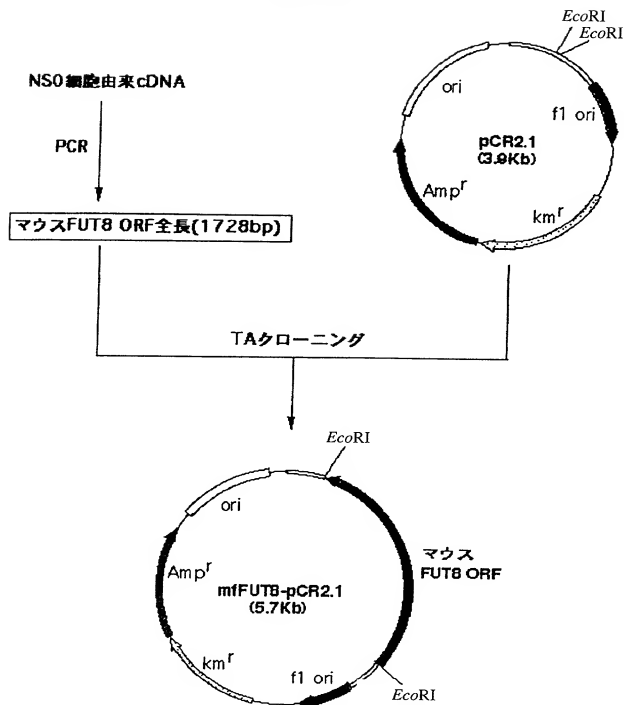 EcoRI
EcoRI
NS0細胞由来cDNA
ori
f1 ori
PCR
pCR2.1
(3.9Kb)
Ampr
kmr
マウスFUT8 ORF全長(1728bp)
TAクローニング
EcoRI
ori
マウス
FUT8 ORF
Ampr
mfFUT8-pCR2.1
(5.7Kb)
kmr
f1 ori
EcoRI